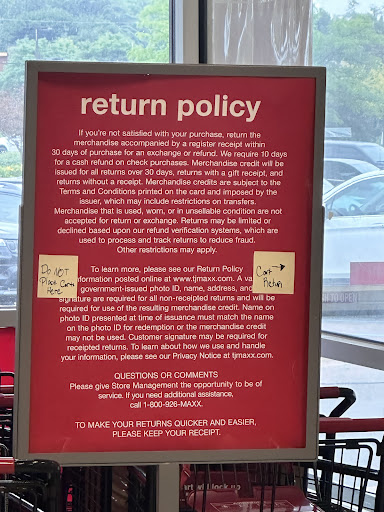 return policy
If you're not satisfied with your purchase, return the
merchandise accompanied by a register receipt within
30 days of purchase for an exchange or refund. We require 10 days
for a cash refund on check purchases. Merchandise credit will be
issued for all returns over 30 days, returns with a gift receipt, and
returns without a receipt. Merchandise credits are subject to the
Terms and Conditions printed on the card and imposed by the
issuer, which may include restrictions on transfers.
Merchandise that is used, worn, or in unsellable condition are not
accepted for return or exchange. Returns may be limited or
declined based upon our refund verification systems, which are
used to process and track returns to reduce fraud.
Other restrictions may apply.
Do NOT
Place Carts
Here
Cart
Return
To learn more, please see our Return Policy
information posted online at www.tjmaxx.com. A va
government-issued photo ID, name, address, and
signature are required for all non-receipted returns and will be
required for use of the resulting merchandise credit. Name on
photo ID presented at time of issuance must match the name
on the photo ID for redemption or the merchandise credit
may not be used. Customer signature may be required for
receipted returns. To learn about how we use and handle
your information, please see our Privacy Notice at tjmaxx.com.
QUESTIONS OR COMMENTS
Please give Store Management the opportunity to be of
service. If you need additional assistance,
call 1-800-926-MAXX.
TO MAKE YOUR RETURNS QUICKER AND EASIER,
PLEASE KEEP YOUR RECEIPT.